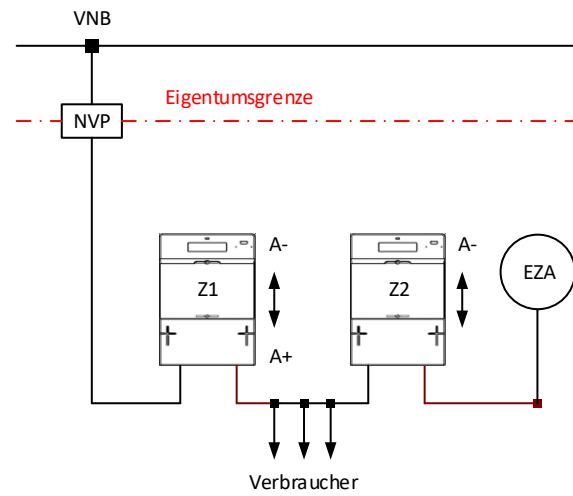 VNB
Eigentumsgrenze
NVP
A-
A-
Z1
Z2
EZA
A+
Verbraucher